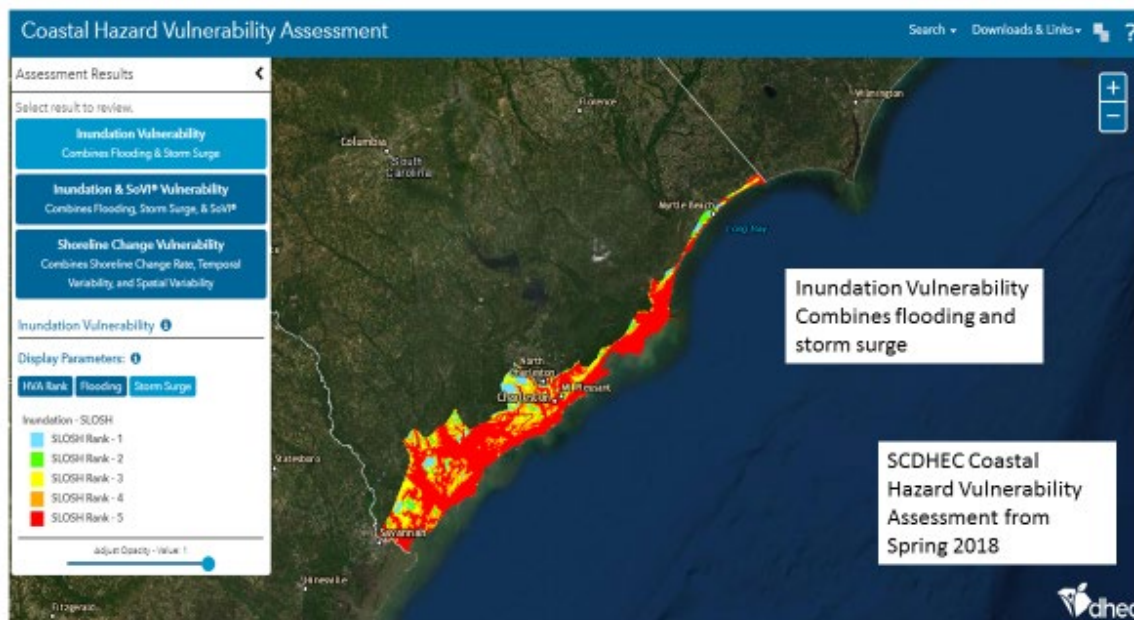 Coastal Hazard Vulnerability Assessment
Search
Downloads & Links
?
Assessment Results
Select result to review.
Inundation Vulnerability
Combines Flooding & Storm Surge
Inundation & SoVI® Vulnerability
Combines Flooding, Storm Surge, & SoVI®
Shoreline Change Vulnerability
Combines Shoreline Change Rate, Temporal
Variability, and Spatial Variability
Inundation Vulnerability
Display Parameters:
HVA Rank
Flooding
Storm Surge
Inundation - SLOSH
SLOSH Rank - 1
SLOSH Rank - 2
SLOSH Rank - 3
SLOSH Rank - 4
SLOSH Rank - 5
Adjust Opacity - Value: 1
+
−
Florence
Wilmington
Columbia
South
Carolina
Myrtle Beach
Long Bay
North
Charleston
Mt Pleasant
Charleston
Statesboro
Savannah
Hinesville
Fitzgerald
Inundation Vulnerability
Combines flooding and
storm surge
SCDHEC Coastal
Hazard Vulnerability
Assessment from
Spring 2018
dhec